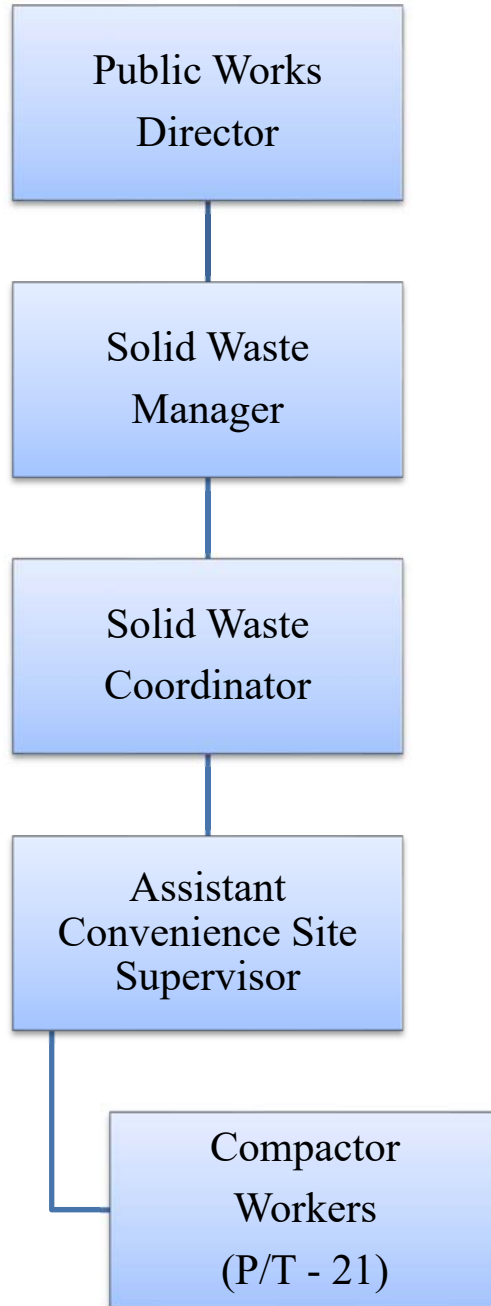 Public Works
Director
Solid Waste
Manager
Solid Waste
Coordinator
Assistant
Convenience Site
Supervisor
Compactor
Workers
(P/T - 21)